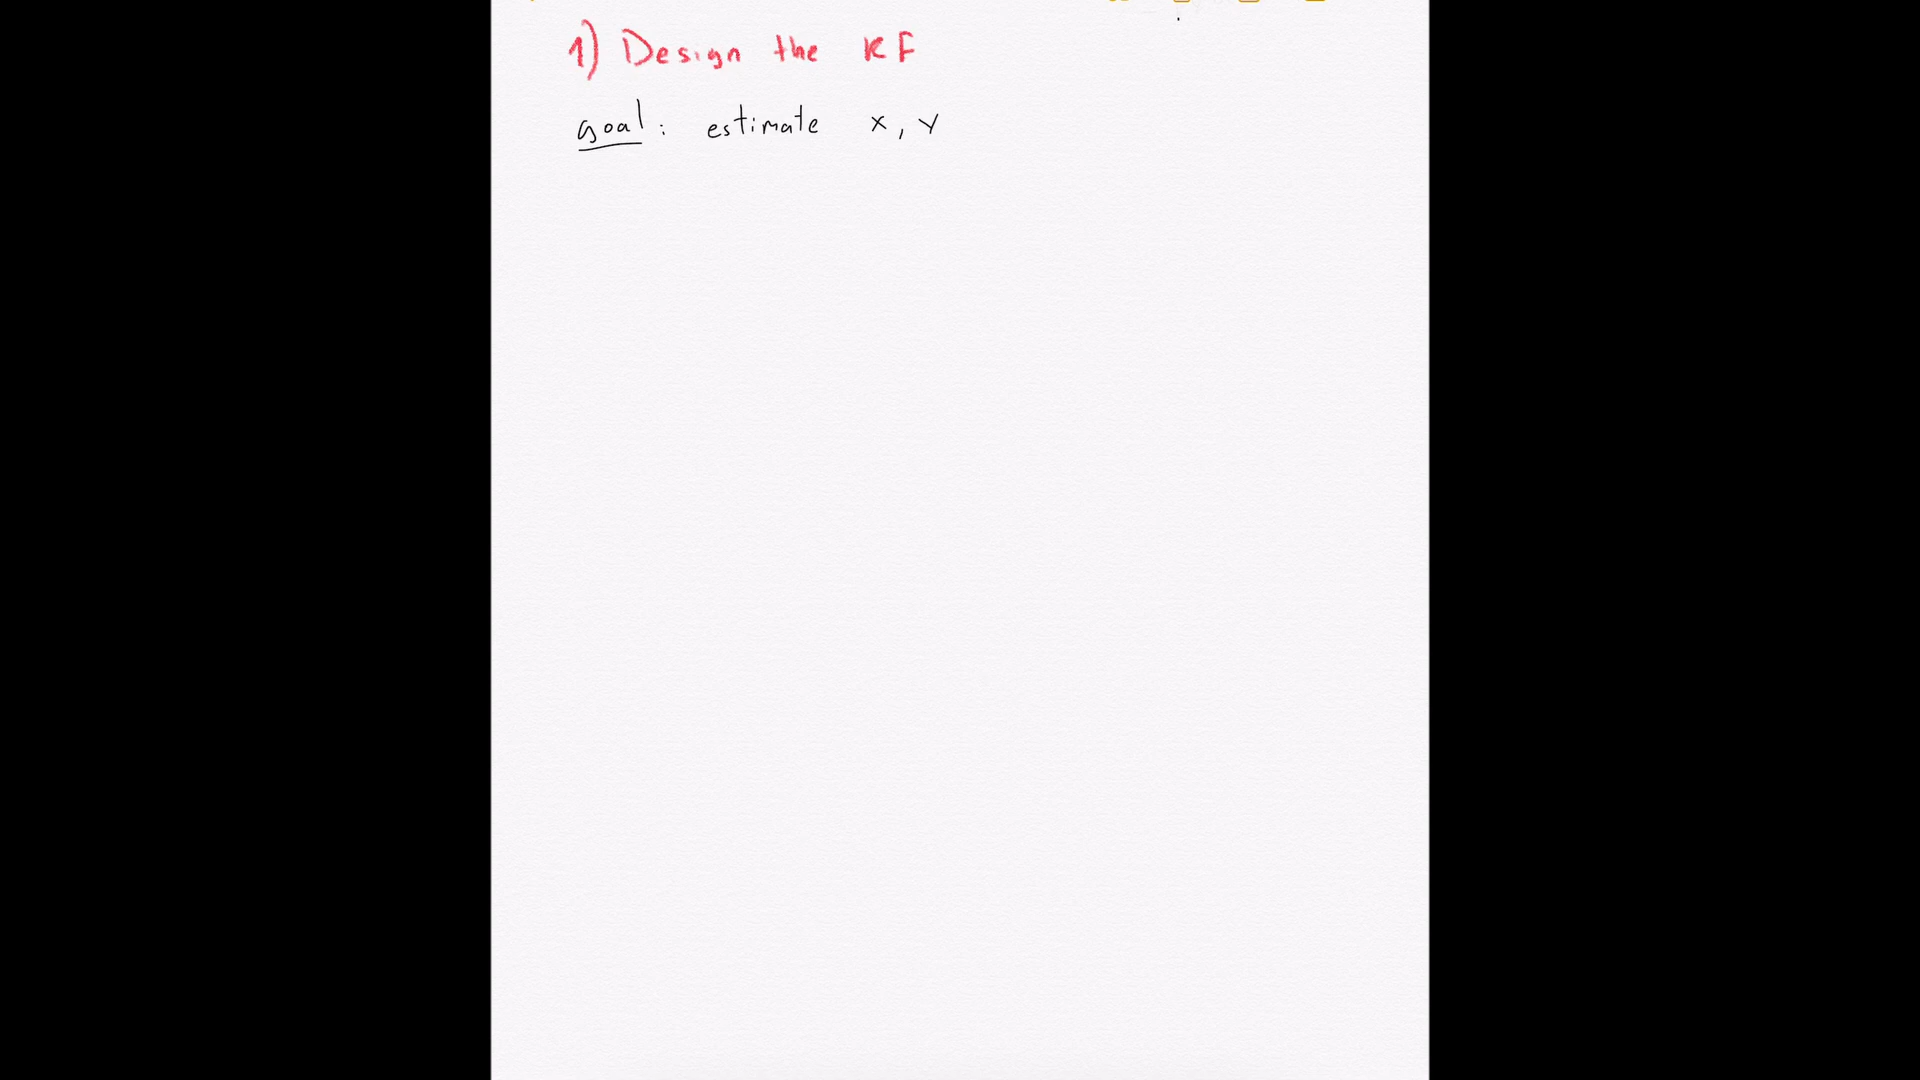 1) Design the KF
goal: estimate x, y